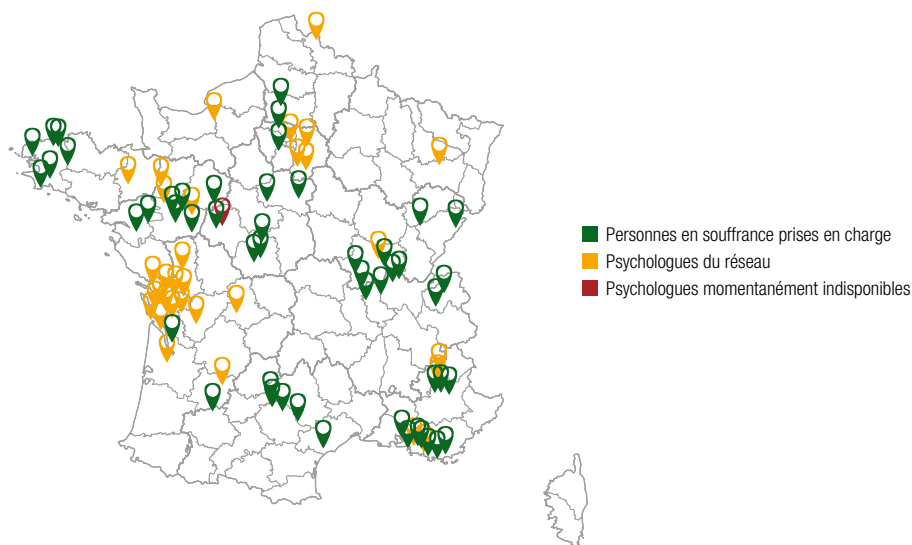 Personnes en souffrance prises en charge
Psychologues du réseau
Psychologues momentanément indisponibles